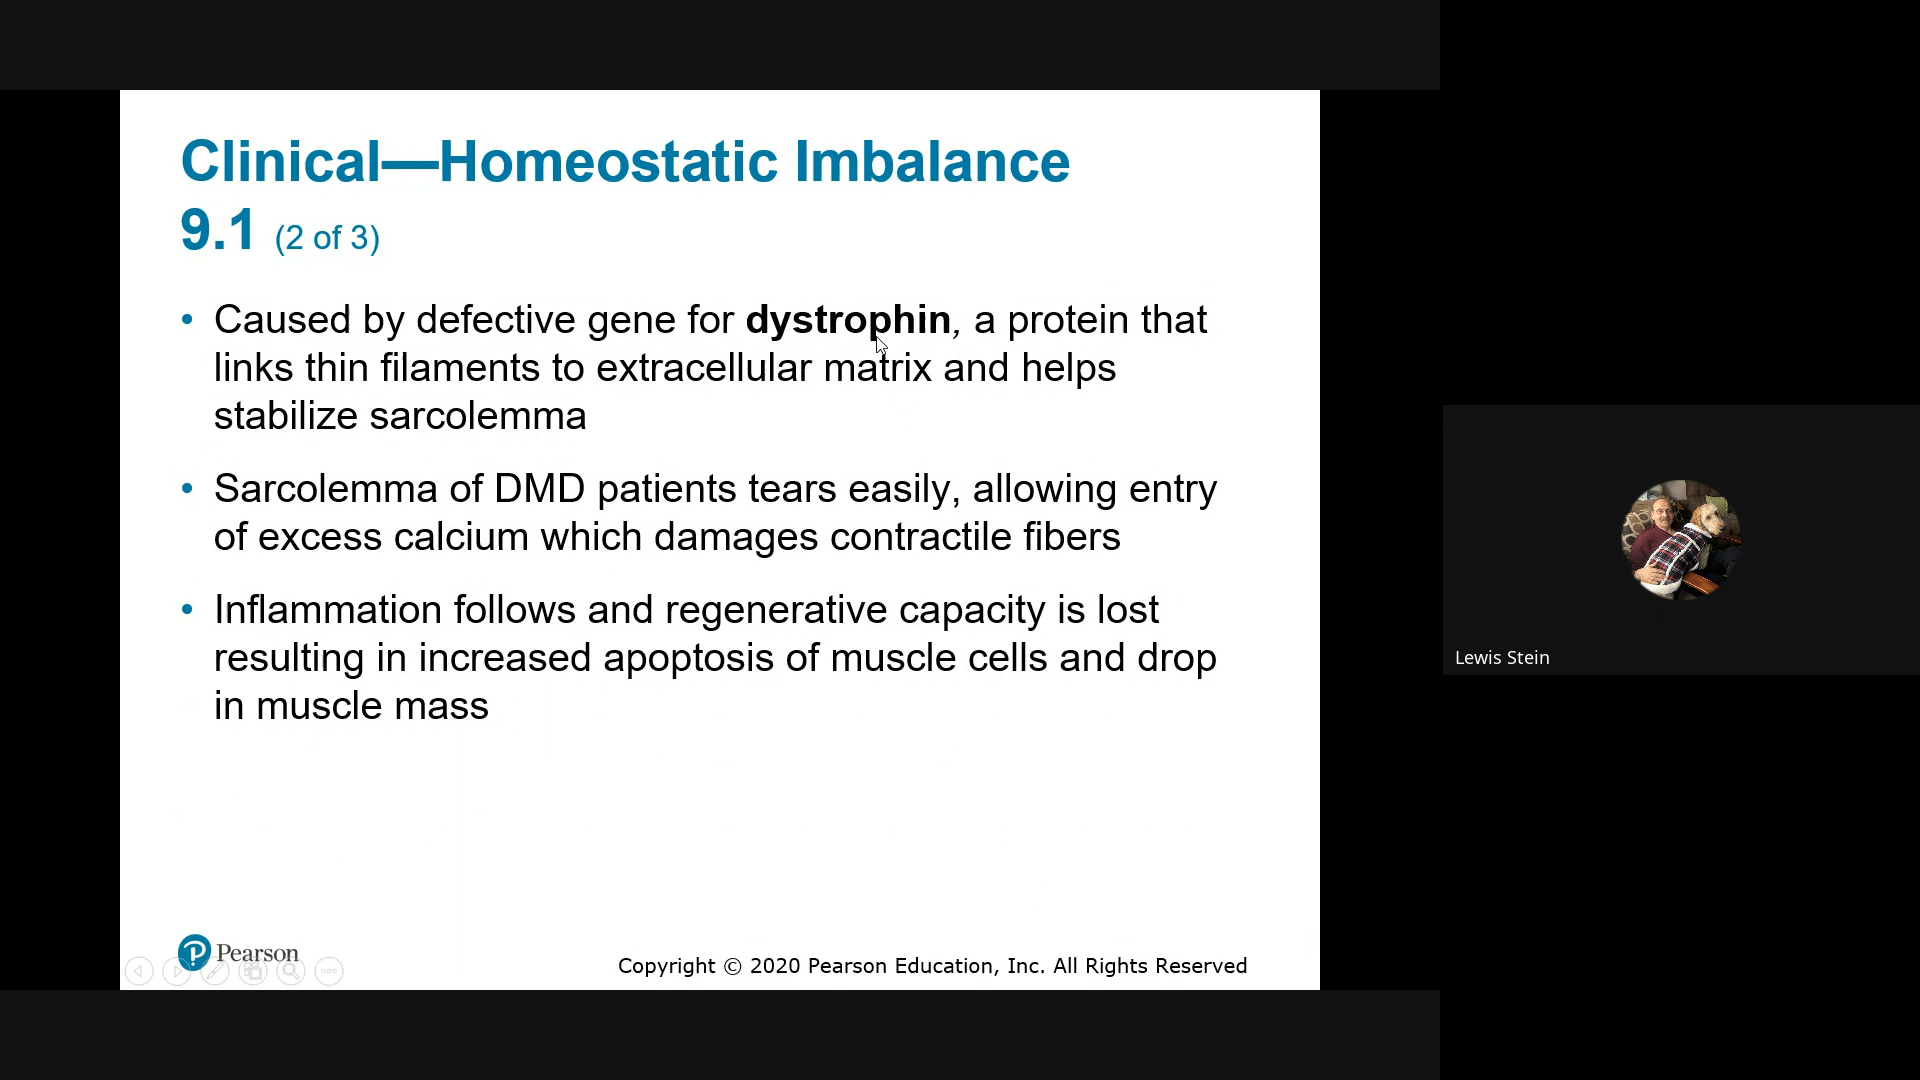 Clinical—Homeostatic Imbalance
9.1 (2 of 3)
• Caused by defective gene for dystrophin, a protein that
links thin filaments to extracellular matrix and helps
stabilize sarcolemma
• Sarcolemma of DMD patients tears easily, allowing entry
of excess calcium which damages contractile fibers
• Inflammation follows and regenerative capacity is lost
resulting in increased apoptosis of muscle cells and drop
in muscle mass
Lewis Stein
Pearson
Copyright © 2020 Pearson Education, Inc. All Rights Reserved